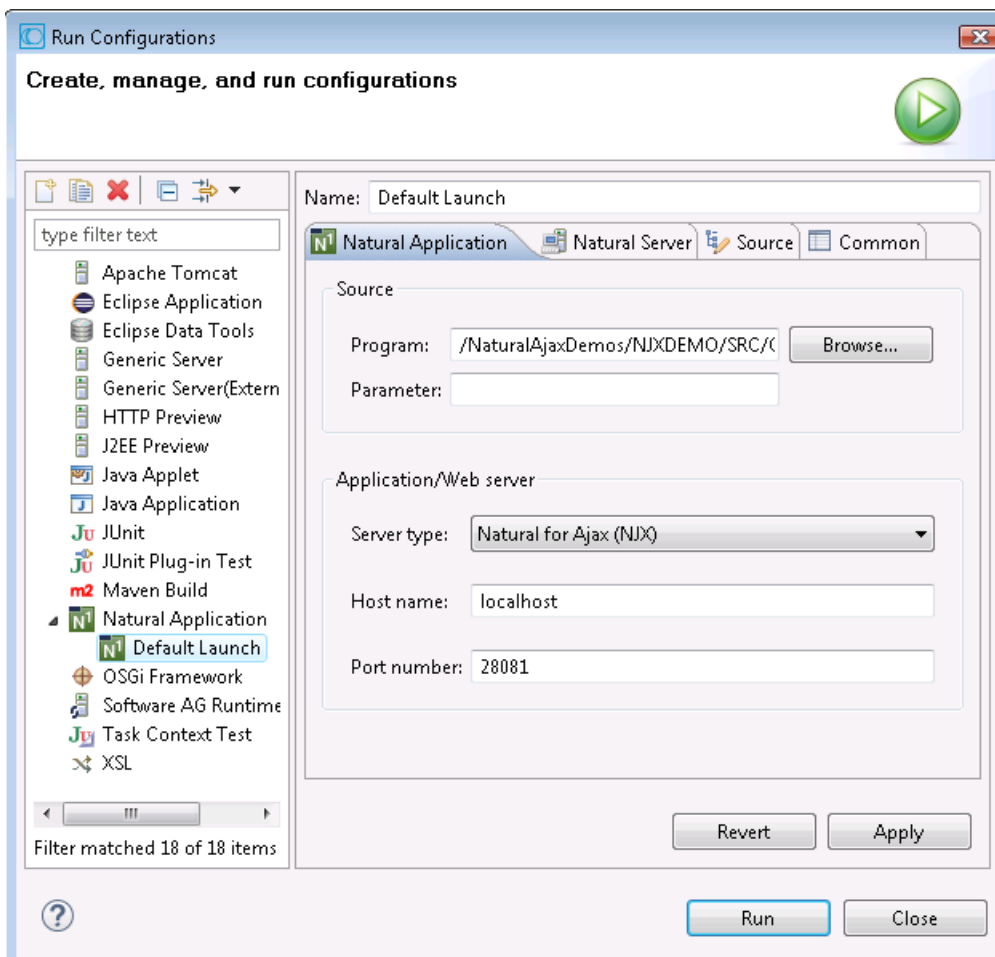 Run Configurations
Create, manage, and run configurations
type filter text
Apache Tomcat
Eclipse Application
Eclipse Data Tools
Generic Server
Generic Server(Extern
HTTP Preview
J2EE Preview
Java Applet
Java Application
JUnit
JUnit Plug-in Test
m2 Maven Build
Natural Application
Default Launch
OSGi Framework
Software AG Runtime
Task Context Test
XSL
Filter matched 18 of 18 items
Name: Default Launch
Natural Application Natural Server Source Common
Source
Program: /NaturalAjaxDemos/NJXDEMO/SRC/ Browse...
Parameter:
Application/Web server
Server type: Natural for Ajax (NJX)
Host name: localhost
Port number: 28081
Revert Apply
Run Close